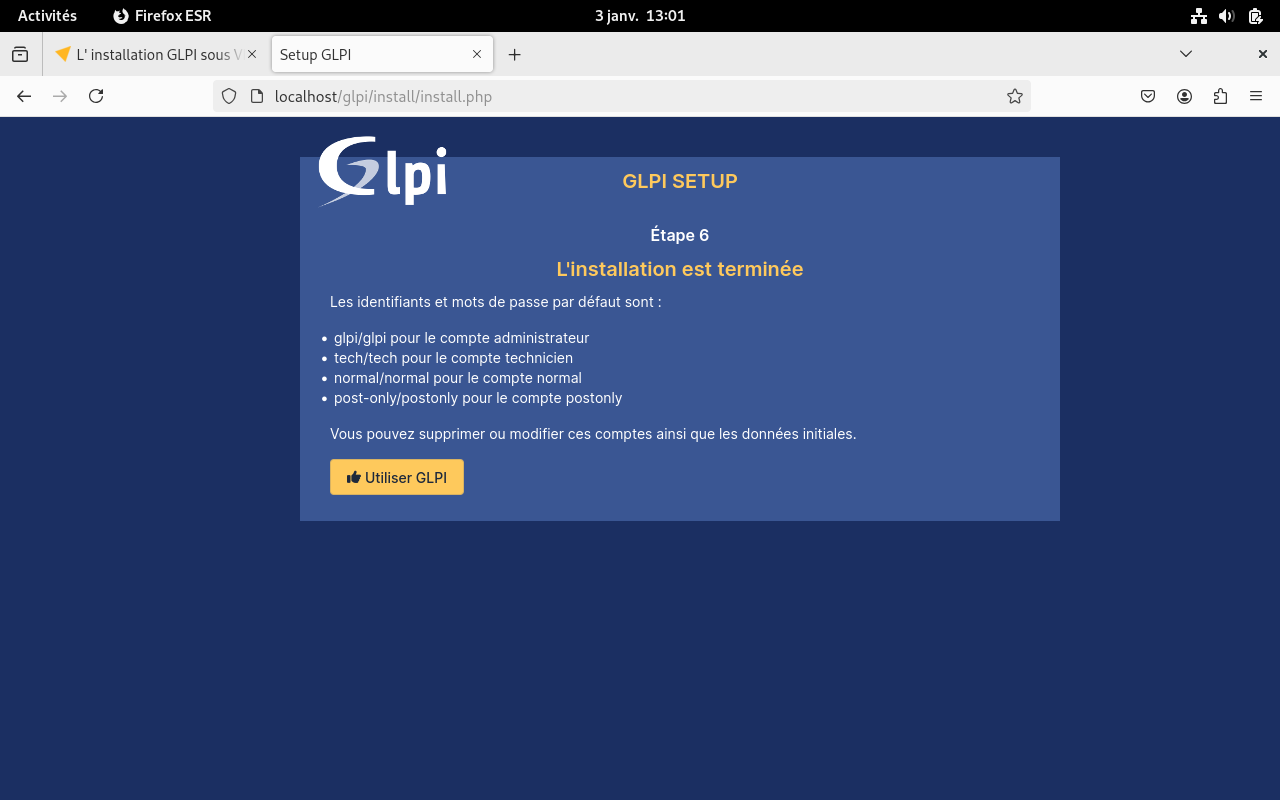 Activités
Firefox ESR
3 janv. 13:01
L' installation GLPI sous V
Setup GLPI
localhost/glpi/install/install.php
Glpi
GLPI SETUP
Étape 6
L'installation est terminée
Les identifiants et mots de passe par défaut sont :
• glpi/glpi pour le compte administrateur
• tech/tech pour le compte technicien
• normal/normal pour le compte normal
• post-only/postonly pour le compte postonly
Vous pouvez supprimer ou modifier ces comptes ainsi que les données initiales.
Utiliser GLPI